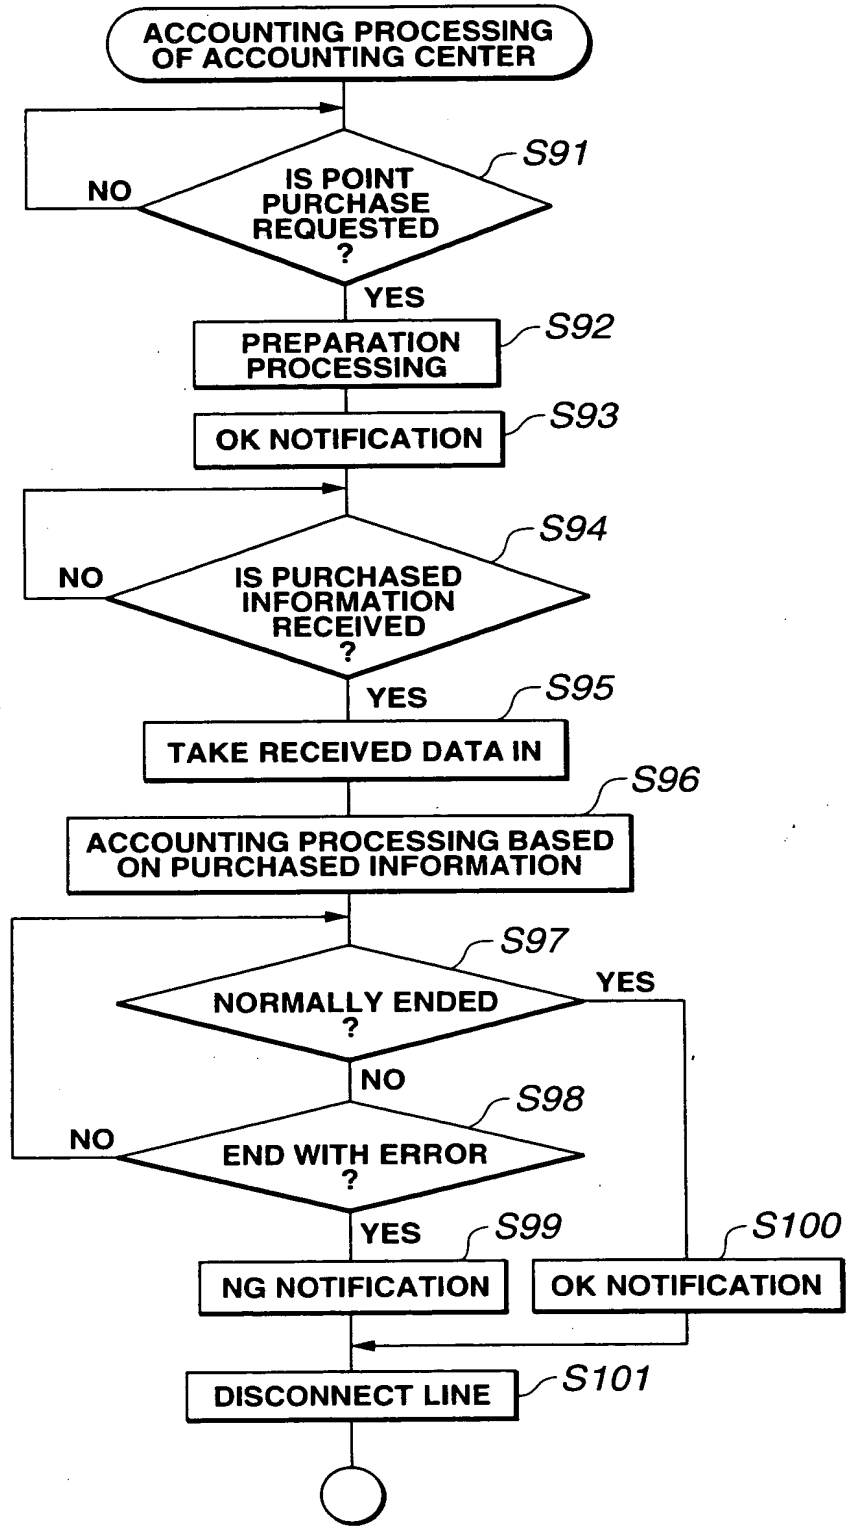 ACCOUNTING PROCESSING
OF ACCOUNTING CENTER
S91
IS POINT
PURCHASE
REQUESTED
?
NO
YES
S92
PREPARATION
PROCESSING
S93
OK NOTIFICATION
S94
IS PURCHASED
INFORMATION
RECEIVED
?
NO
YES
S95
TAKE RECEIVED DATA IN
S96
ACCOUNTING PROCESSING BASED
ON PURCHASED INFORMATION
S97
NORMALLY ENDED
?
YES
NO
S98
END WITH ERROR
?
NO
YES
S99
NG NOTIFICATION
S100
OK NOTIFICATION
S101
DISCONNECT LINE